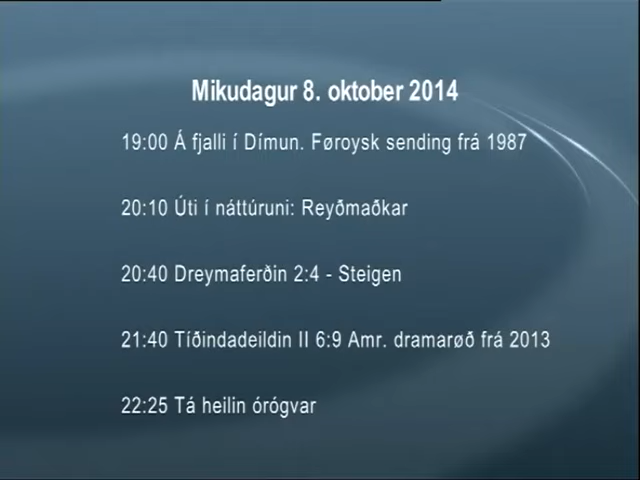 Mikudagur 8. oktober 2014
19:00 Á fjalli í Dímun. Føroysk sending frá 1987
20:10 Úti í náttúruni: Reyðmaðkar
20:40 Dreymaferðin 2:4 - Steigen
21:40 Tíðindadeildin II 6:9 Amr. dramarøð frá 2013
22:25 Tá heilin órógvar